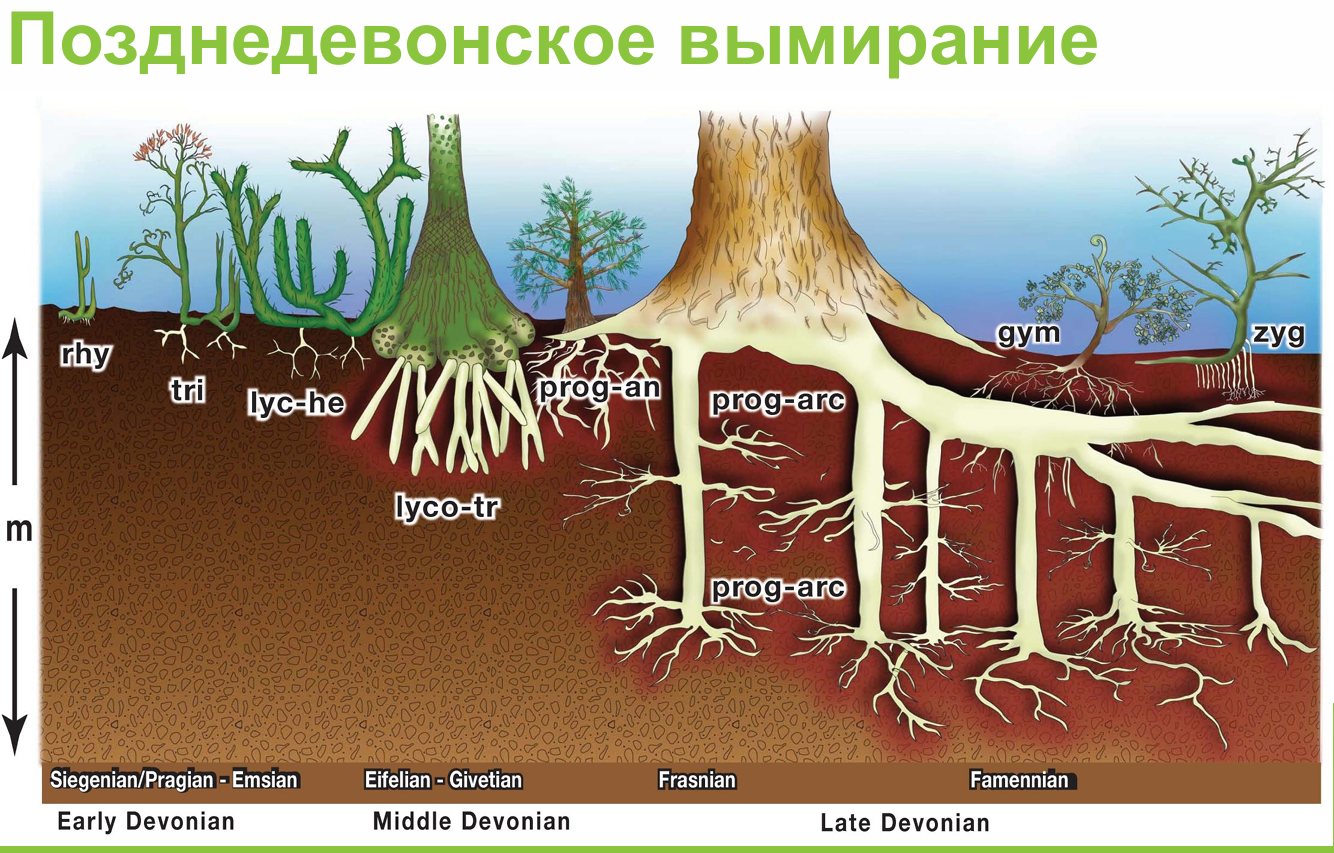 Позднедевонское вымирание
rhy
tri
lyc-he
lyco-tr
prog-an
prog-arc
gym
zyg
m
prog-arc
Siegenian/Pragian - Emsian
Eifelian - Givetian
Frasnian
Famennian
Early Devonian
Middle Devonian
Late Devonian